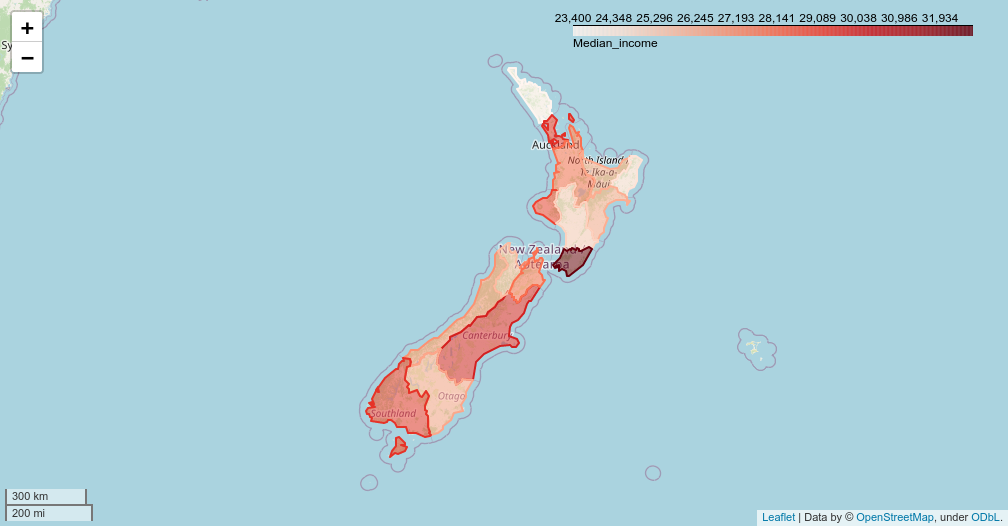 +
−
Sy
23,400 24,348 25,296 26,245 27,193 28,141 29,089 30,038 30,986 31,934
Median_income
Auckland
North Island
Te Ika-a-
Māui
New Zealand /
Aotearoa
Canterbury
Otago
Southland
300 km
200 mi
Leaflet | Data by © OpenStreetMap, under ODbL.